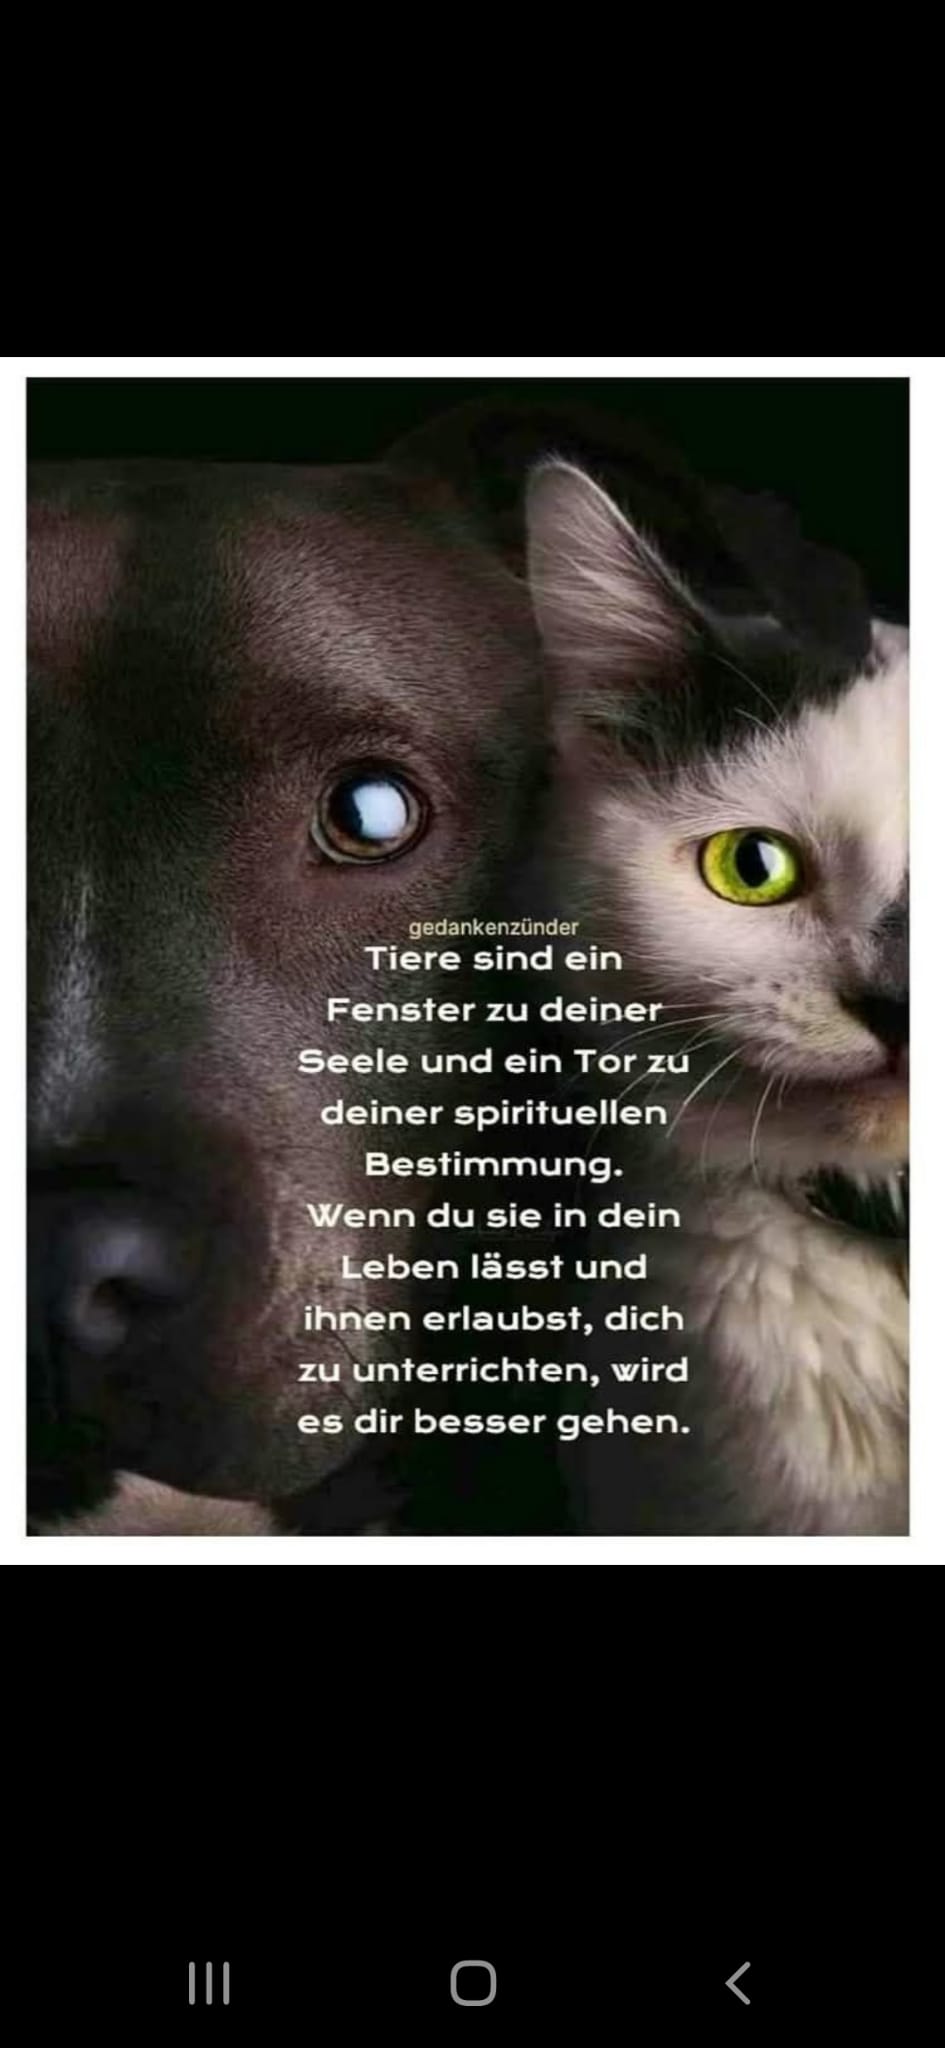 gedankenzünder
Tiere sind ein
Fenster zu deiner
Seele und ein Tor zu
deiner spirituellen
Bestimmung.
Wenn du sie in dein
Leben lässt und
ihnen erlaubst, dich
zu unterrichten, wird
es dir besser gehen.